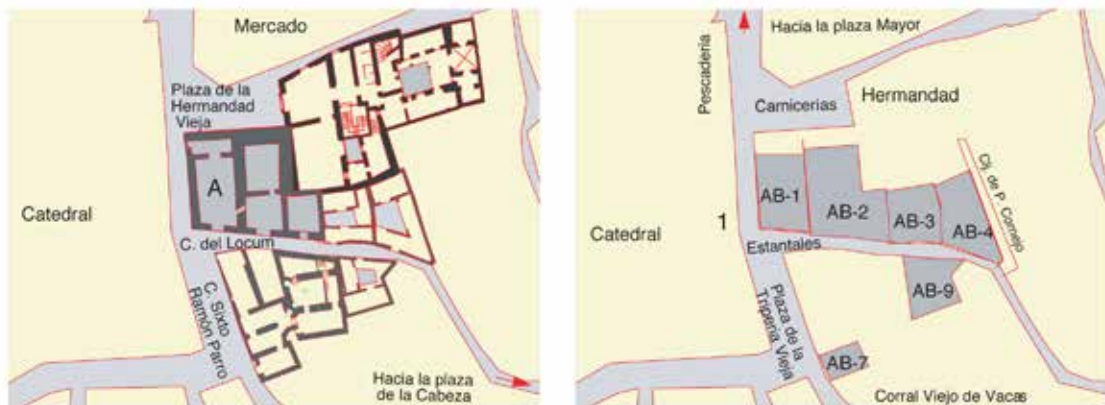 Mercado
Plaza de la
Hermandad
Vieja
A
Catedral
C. del Locum
C. Sixto
Ramón Parro
Hacia la plaza
de la Cabeza
Pescadería
Hacia la plaza Mayor
Carnicerias
Hermandad
AB-1
AB-2
AB-3
AB-4
Clj. de P. Cornejo
1
Catedral
Estantales
AB-9
Plaza de la
Tripería Vieja
AB-7
Corral Viejo de Vacas